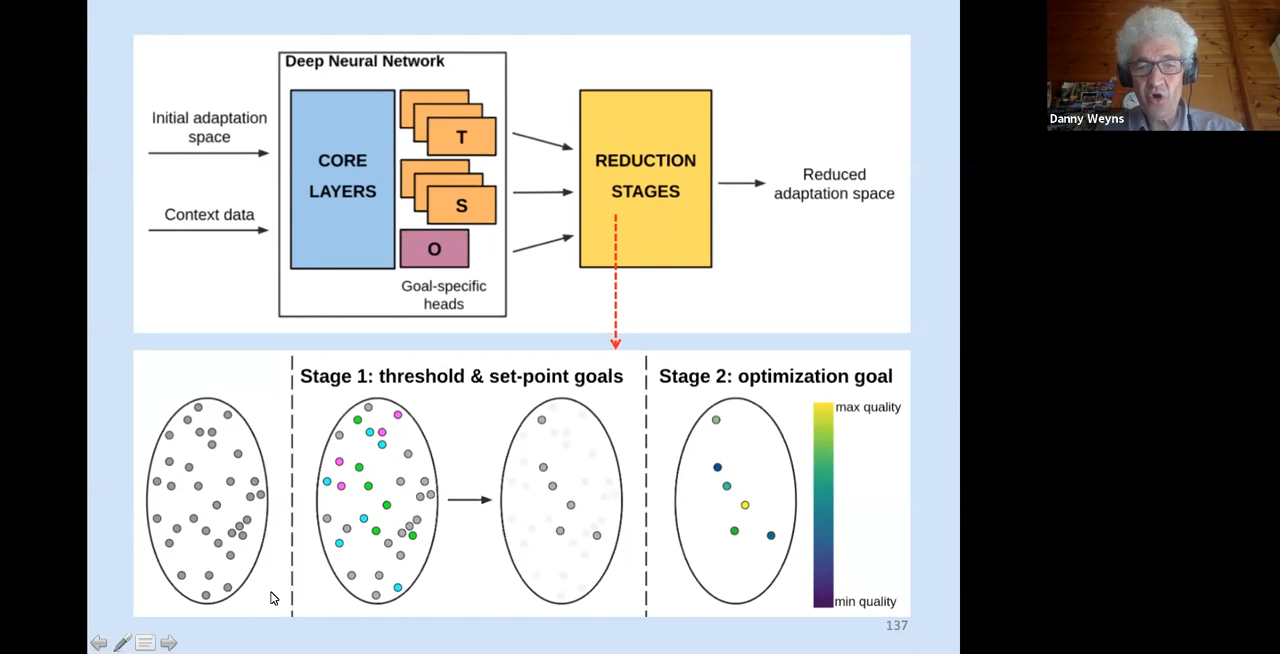 Deep Neural Network
Initial adaptation
space
Context data
CORE
LAYERS
T
S
O
Goal-specific
heads
REDUCTION
STAGES
Reduced
adaptation space
Danny Weyns
Stage 1: threshold & set-point goals
Stage 2: optimization goal
max quality
min quality
137